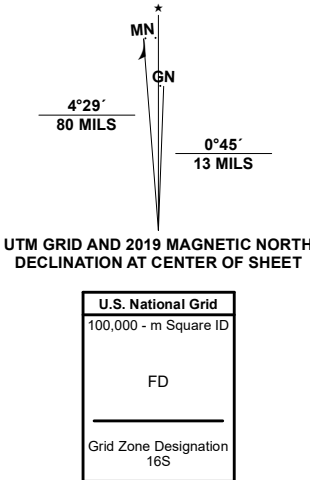 MN
GN
4°29´
80 MILS
0°45´
13 MILS
UTM GRID AND 2019 MAGNETIC NORTH
DECLINATION AT CENTER OF SHEET
U.S. National Grid
100,000 - m Square ID
FD
Grid Zone Designation
16S